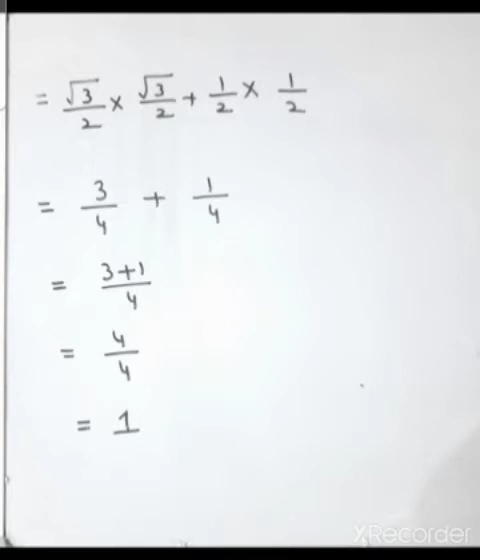 = √3/2 × √3/2 + 1/2 × 1/2
= 3/4 + 1/4
= 3+1/4
= 4/4
= 1
XRecorder